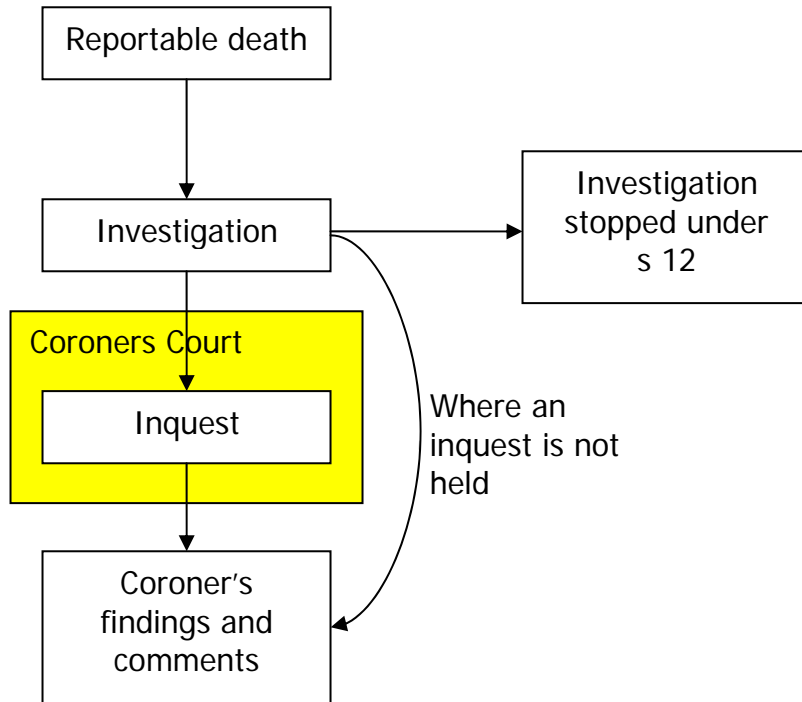 Reportable death
Investigation
Investigation
stopped under
s 12
Coroners Court
Inquest
Where an
inquest is not
held
Coroner's
findings and
comments